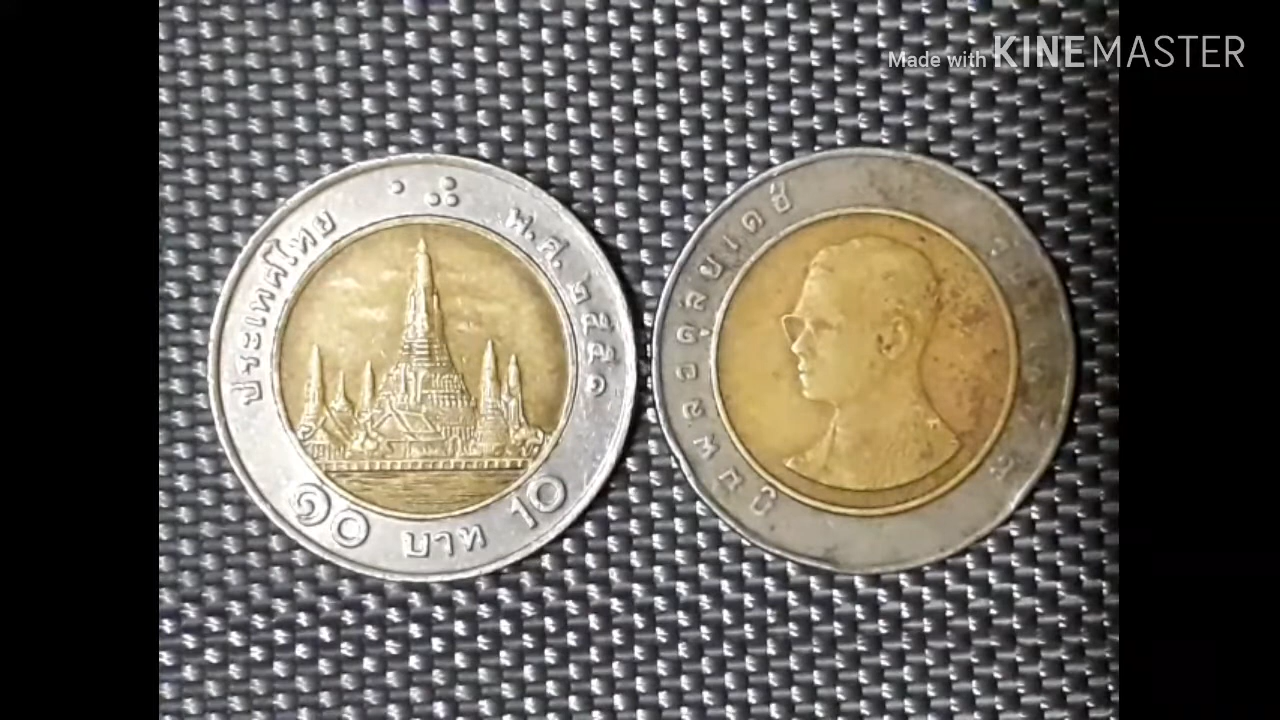 Made with KINEMASTER
ประเทศไทย
พ.ศ. ๒๕๕๑
๑๐ บาท 10
ภูมิพลอดุลยเดช